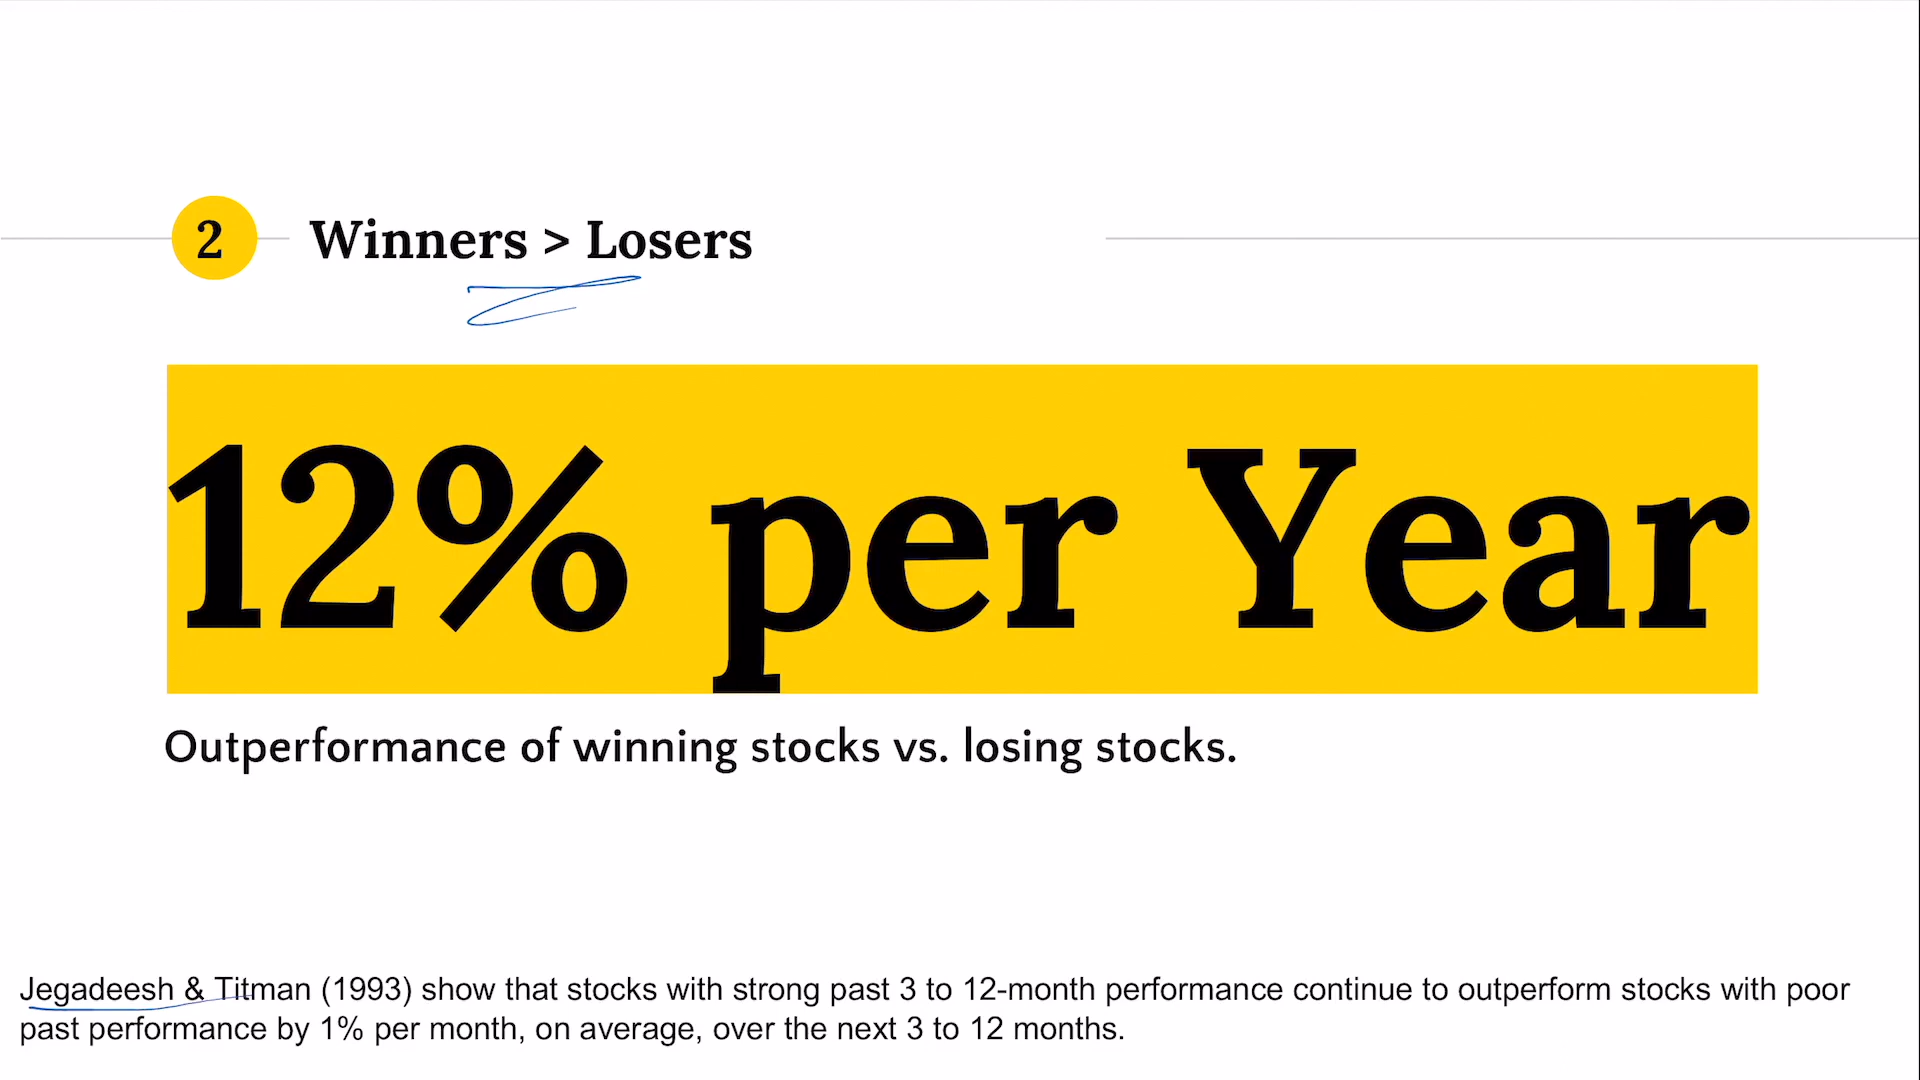 2
Winners > Losers
12% per Year
Outperformance of winning stocks vs. losing stocks.
Jegadeesh & Titman (1993) show that stocks with strong past 3 to 12-month performance continue to outperform stocks with poor
past performance by 1% per month, on average, over the next 3 to 12 months.